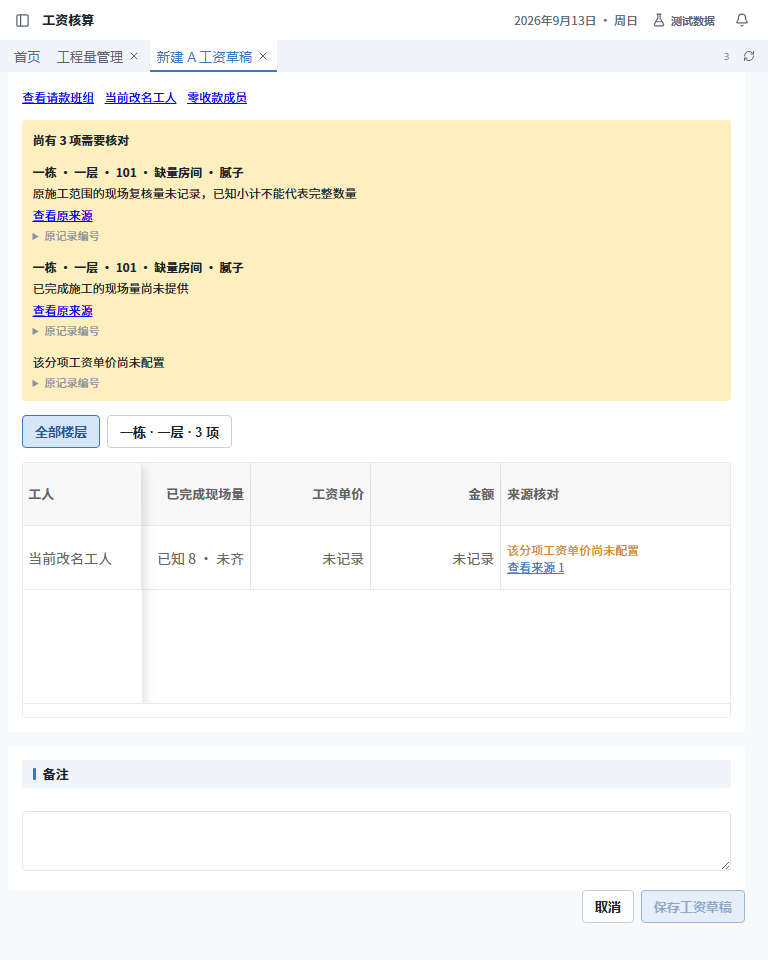 工资核算
2026年9月13日 · 周日
测试数据
首页
工程量管理
新建 A 工资草稿
3
查看请款班组
当前改名工人
零收款成员
尚有 3 项需要核对
一栋 · 一层 · 101 · 缺量房间 · 腻子
原施工范围的现场复核量未记录，已知小计不能代表完整数量
查看原来源
原记录编号
一栋 · 一层 · 101 · 缺量房间 · 腻子
已完成施工的现场量尚未提供
查看原来源
原记录编号
该分项工资单价尚未配置
原记录编号
全部楼层
一栋 · 一层 · 3 项
工人
已完成现场量
工资单价
金额
来源核对
当前改名工人
已知 8 · 未齐
未记录
未记录
该分项工资单价尚未配置
查看来源 1
备注
取消
保存工资草稿